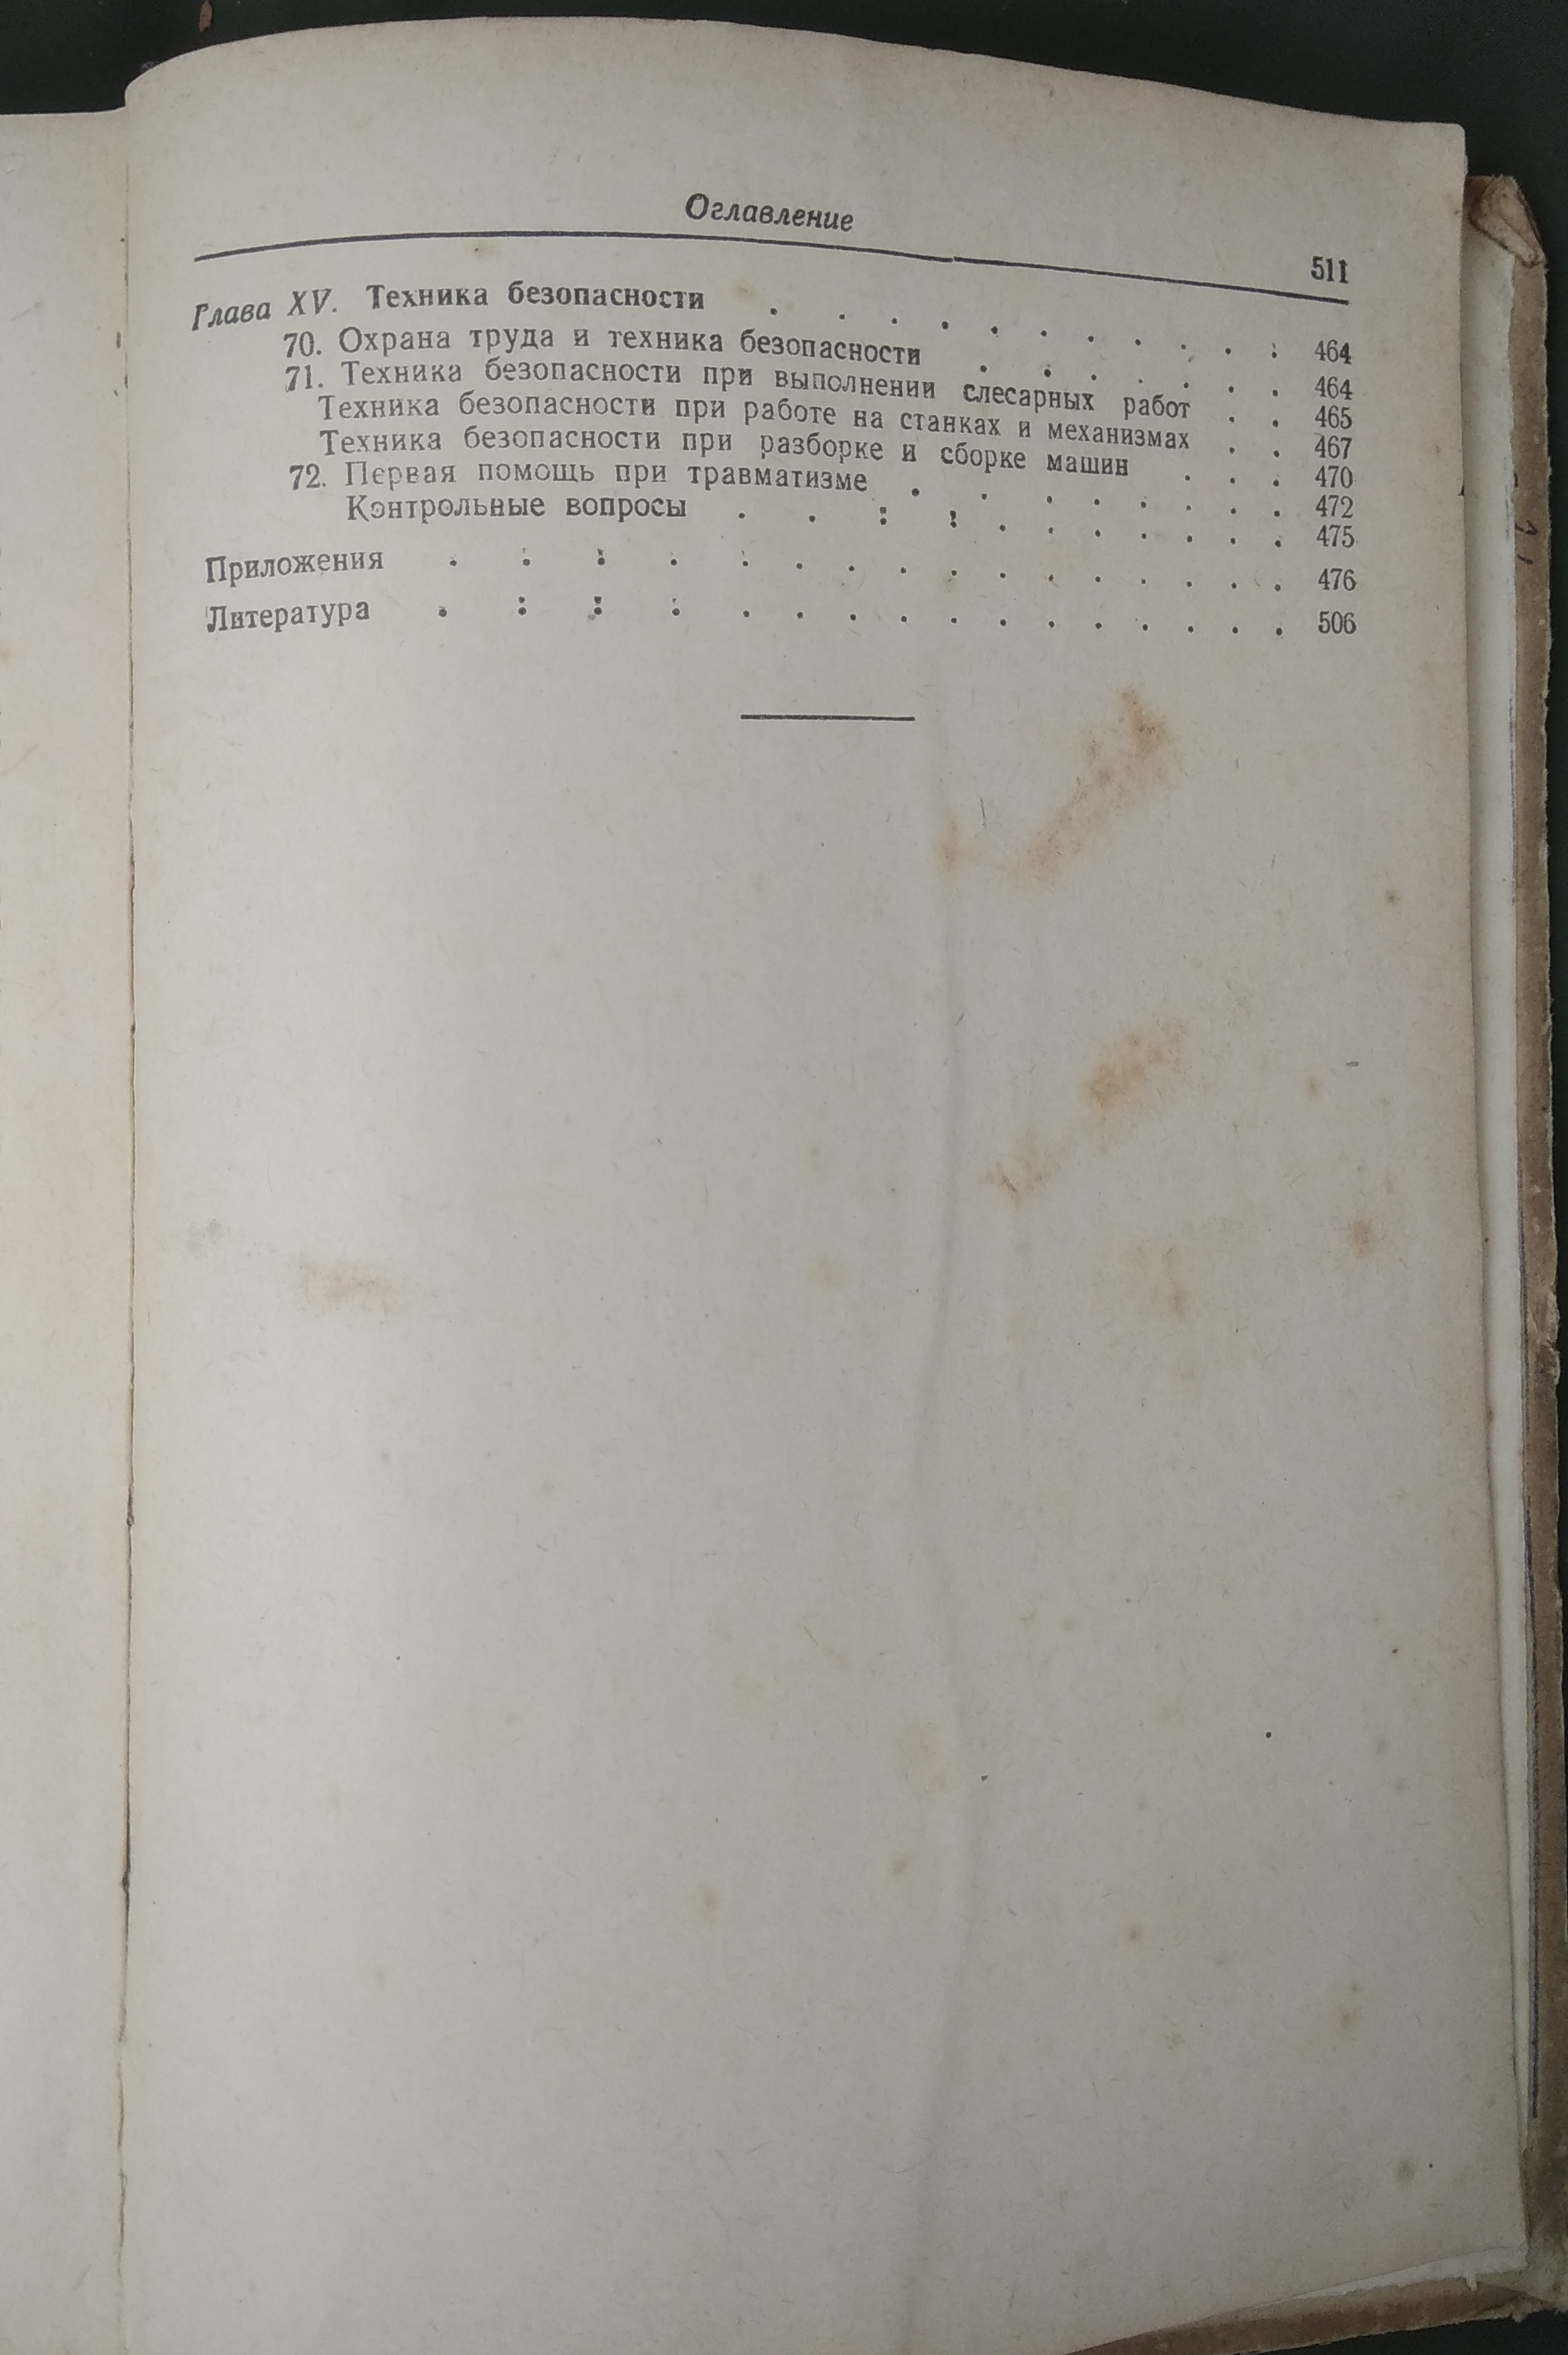 Оглавление
511
Глава XV. Техника безопасности . . . . . . . . . . 464
70. Охрана труда и техника безопасности . . . . . . . 464
71. Техника безопасности при выполнении слесарных работ . . 465
Техника безопасности при работе на станках и механизмах . . 467
Техника безопасности при разборке и сборке машин . . . 470
72. Первая помощь при травматизме . . . . . . . . 472
Контрольные вопросы . . . . . . . . . . . 475
Приложения . . . . . . . . . . . . . . . 476
Литература . . . . . . . . . . . . . . . 506